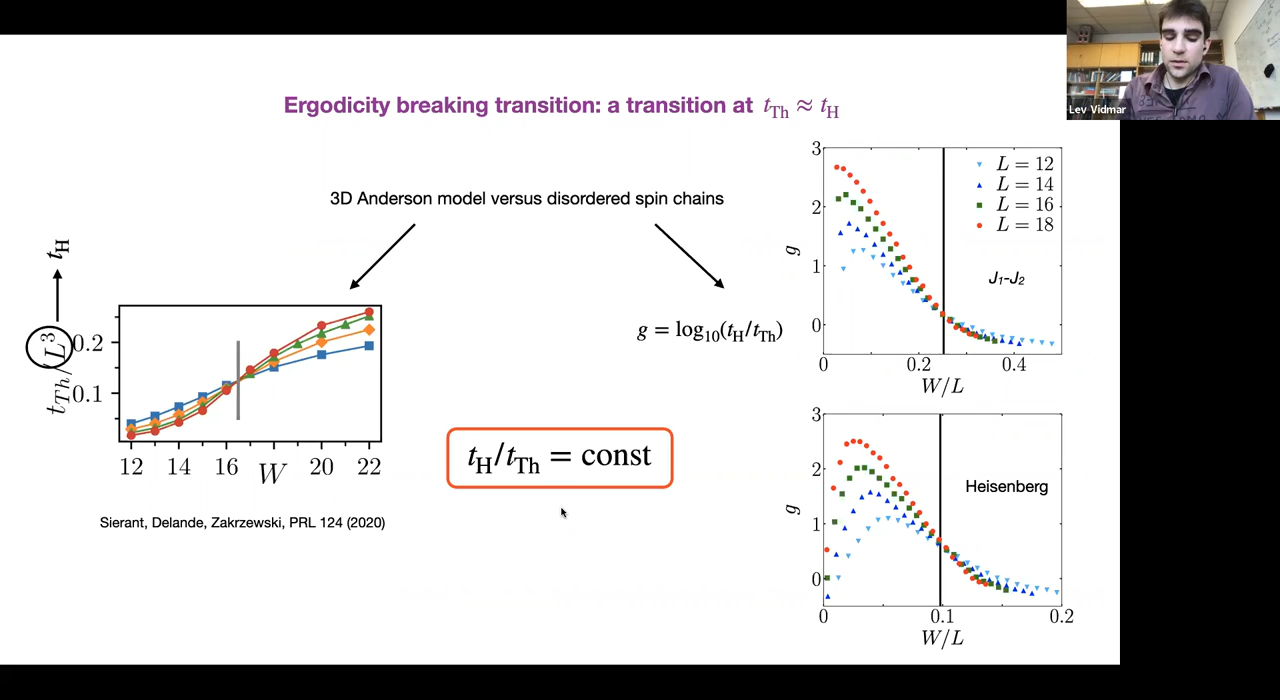 Lev Vidmar
Ergodicity breaking transition: a transition at t_Th ≈ t_H
3D Anderson model versus disordered spin chains
t_H
t_Th/L³
0.2
0.1
12 14 16 W 20 22
Sierant, Delande, Zakrzewski, PRL 124 (2020)
g = log₁₀(t_H/t_Th)
t_H/t_Th = const
3
2
1
0
g
L = 12
L = 14
L = 16
L = 18
J₁-J₂
0 0.2 0.4
W/L
3
2
1
0
g
Heisenberg
0 0.1 0.2
W/L